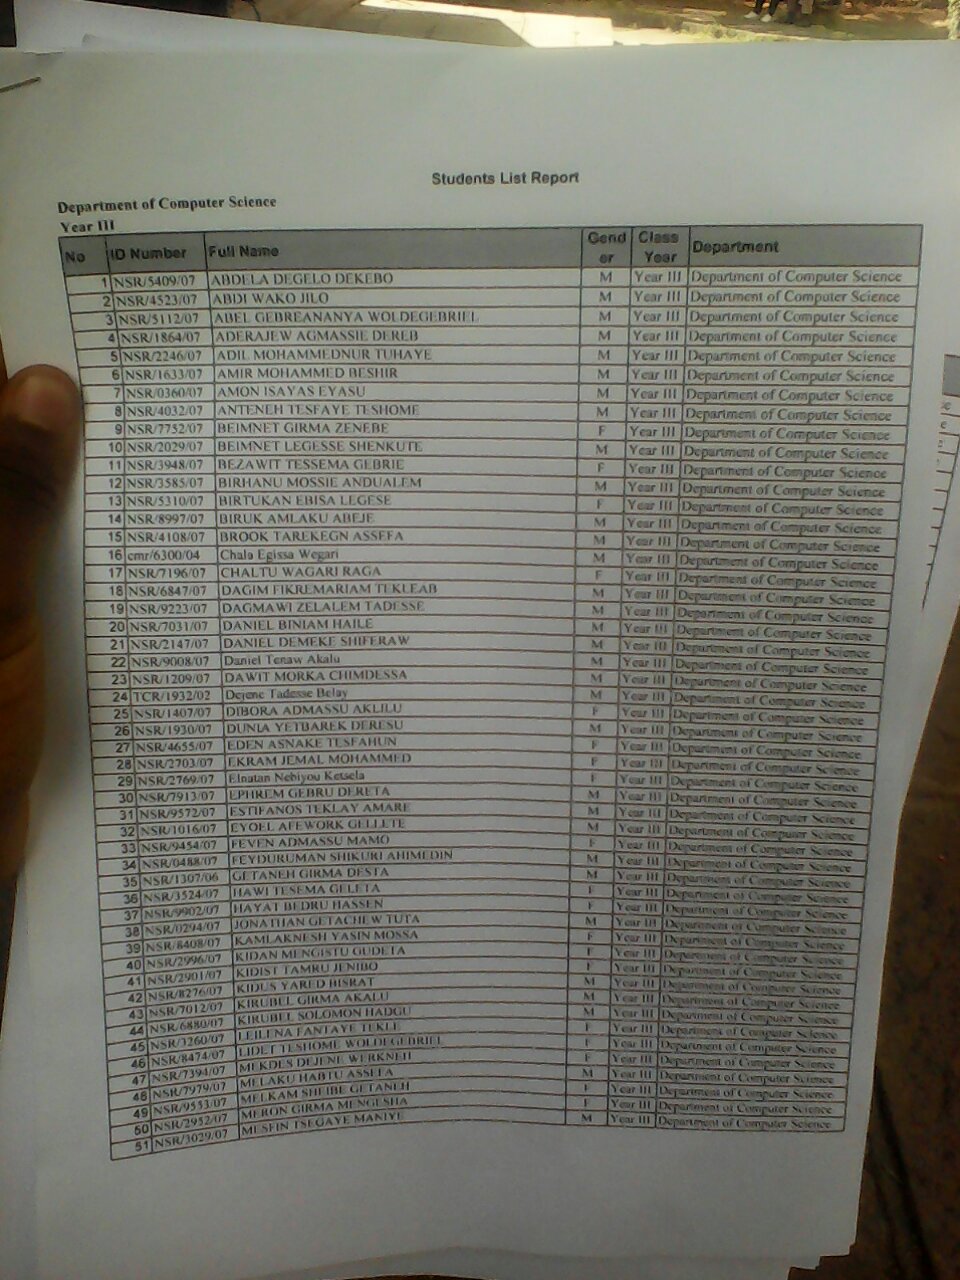 Students List Report
Department of Computer Science
Year III
No ID Number Full Name Gender Class Year Department
1 NSR/5409/07 ABDELA DEGELO DEKEBO M Year III Department of Computer Science
2 NSR/4523/07 ABDI WAKO JILO M Year III Department of Computer Science
3 NSR/5112/07 ABEL GEBREANANYA WOLDEGEBRIEL M Year III Department of Computer Science
4 NSR/1864/07 ADERAJEW AGMASSIE DEREB M Year III Department of Computer Science
5 NSR/2246/07 ADIL MOHAMMEDNUR TUHAYE M Year III Department of Computer Science
6 NSR/1633/07 AMIR MOHAMMED BESHIR M Year III Department of Computer Science
7 NSR/0360/07 AMON ISAYAS EYASU M Year III Department of Computer Science
8 NSR/4032/07 ANTENEH TESFAYE TESHOME M Year III Department of Computer Science
9 NSR/7752/07 BEIMNET GIRMA ZENEBE F Year III Department of Computer Science
10 NSR/2029/07 BEIMNET LEGESSE SHENKUTE M Year III Department of Computer Science
11 NSR/3948/07 BEZAWIT TESSEMA GEBRIE F Year III Department of Computer Science
12 NSR/3585/07 BIRHANU MOSSIE ANDUALEM M Year III Department of Computer Science
13 NSR/5310/07 BIRTUKAN EBISA LEGESE F Year III Department of Computer Science
14 NSR/8997/07 BIRUK AMLAKU ABEJE M Year III Department of Computer Science
15 NSR/4108/07 BROOK TAREKEGN ASSEFA M Year III Department of Computer Science
16 cmr/6300/04 Chala Egissa Wegari M Year III Department of Computer Science
17 NSR/7196/07 CHALTU WAGARI RAGA F Year III Department of Computer Science
18 NSR/6847/07 DAGIM FIKREMARIAM TEKLEAB M Year III Department of Computer Science
19 NSR/9223/07 DAGMAWI ZELALEM TADESSE M Year III Department of Computer Science
20 NSR/7031/07 DANIEL BINIAM HAILE M Year III Department of Computer Science
21 NSR/2147/07 DANIEL DEMEKE SHIFERAW M Year III Department of Computer Science
22 NSR/9008/07 Daniel Tenaw Akalu M Year III Department of Computer Science
23 NSR/1209/07 DAWIT MORKA CHIMDESSA M Year III Department of Computer Science
24 TCR/1932/02 Dejene Tadesse Belay M Year III Department of Computer Science
25 NSR/1407/07 DIBORA ADMASSU AKLILU F Year III Department of Computer Science
26 NSR/1930/07 DUNIA YETBAREK DERESU M Year III Department of Computer Science
27 NSR/4655/07 EDEN ASNAKE TESFAHUN F Year III Department of Computer Science
28 NSR/2703/07 EKRAM JEMAL MOHAMMED F Year III Department of Computer Science
29 NSR/2769/07 Elnatan Nebiyou Ketsela F Year III Department of Computer Science
30 NSR/7913/07 EPHREM GEBRU DERETA M Year III Department of Computer Science
31 NSR/9572/07 ESTIFANOS TEKLAY AMARE M Year III Department of Computer Science
32 NSR/1016/07 EYOEL AFEWORK GELLETE M Year III Department of Computer Science
33 NSR/9454/07 FEVEN ADMASSU MAMO F Year III Department of Computer Science
34 NSR/0488/07 FEYDURUMAN SHIKURI AHIMEDIN M Year III Department of Computer Science
35 NSR/1307/06 GETANEH GIRMA DESTA M Year III Department of Computer Science
36 NSR/3524/07 HAWI TESEMA GELETA F Year III Department of Computer Science
37 NSR/9902/07 HAYAT BEDRU HASSEN F Year III Department of Computer Science
38 NSR/0294/07 JONATHAN GETACHEW TUTA M Year III Department of Computer Science
39 NSR/8408/07 KAMLAKNESH YASIN MOSSA F Year III Department of Computer Science
40 NSR/2996/07 KIDAN MENGISTU GUDETA F Year III Department of Computer Science
41 NSR/2901/07 KIDIST TAMRU JENIBO F Year III Department of Computer Science
42 NSR/8276/07 KIDUS YARED BISRAT M Year III Department of Computer Science
43 NSR/7012/07 KIRUBEL GIRMA AKALU M Year III Department of Computer Science
44 NSR/6880/07 KIRUBEL SOLOMON HADGU M Year III Department of Computer Science
45 NSR/3260/07 LEILENA FANTAYE TEKLE F Year III Department of Computer Science
46 NSR/8474/07 LIDET TESHOME WOLDEGEBRIEL F Year III Department of Computer Science
47 NSR/7394/07 MEKDES DEJENE WERKNEH F Year III Department of Computer Science
48 NSR/7979/07 MELAKU HABTU ASSEFA M Year III Department of Computer Science
49 NSR/9553/07 MELKAM SHEIBE GETANEH F Year III Department of Computer Science
50 NSR/2952/07 MERON GIRMA MENGESHA F Year III Department of Computer Science
51 NSR/3029/07 MESFIN TSEGAYE MANIYE M Year III Department of Computer Science